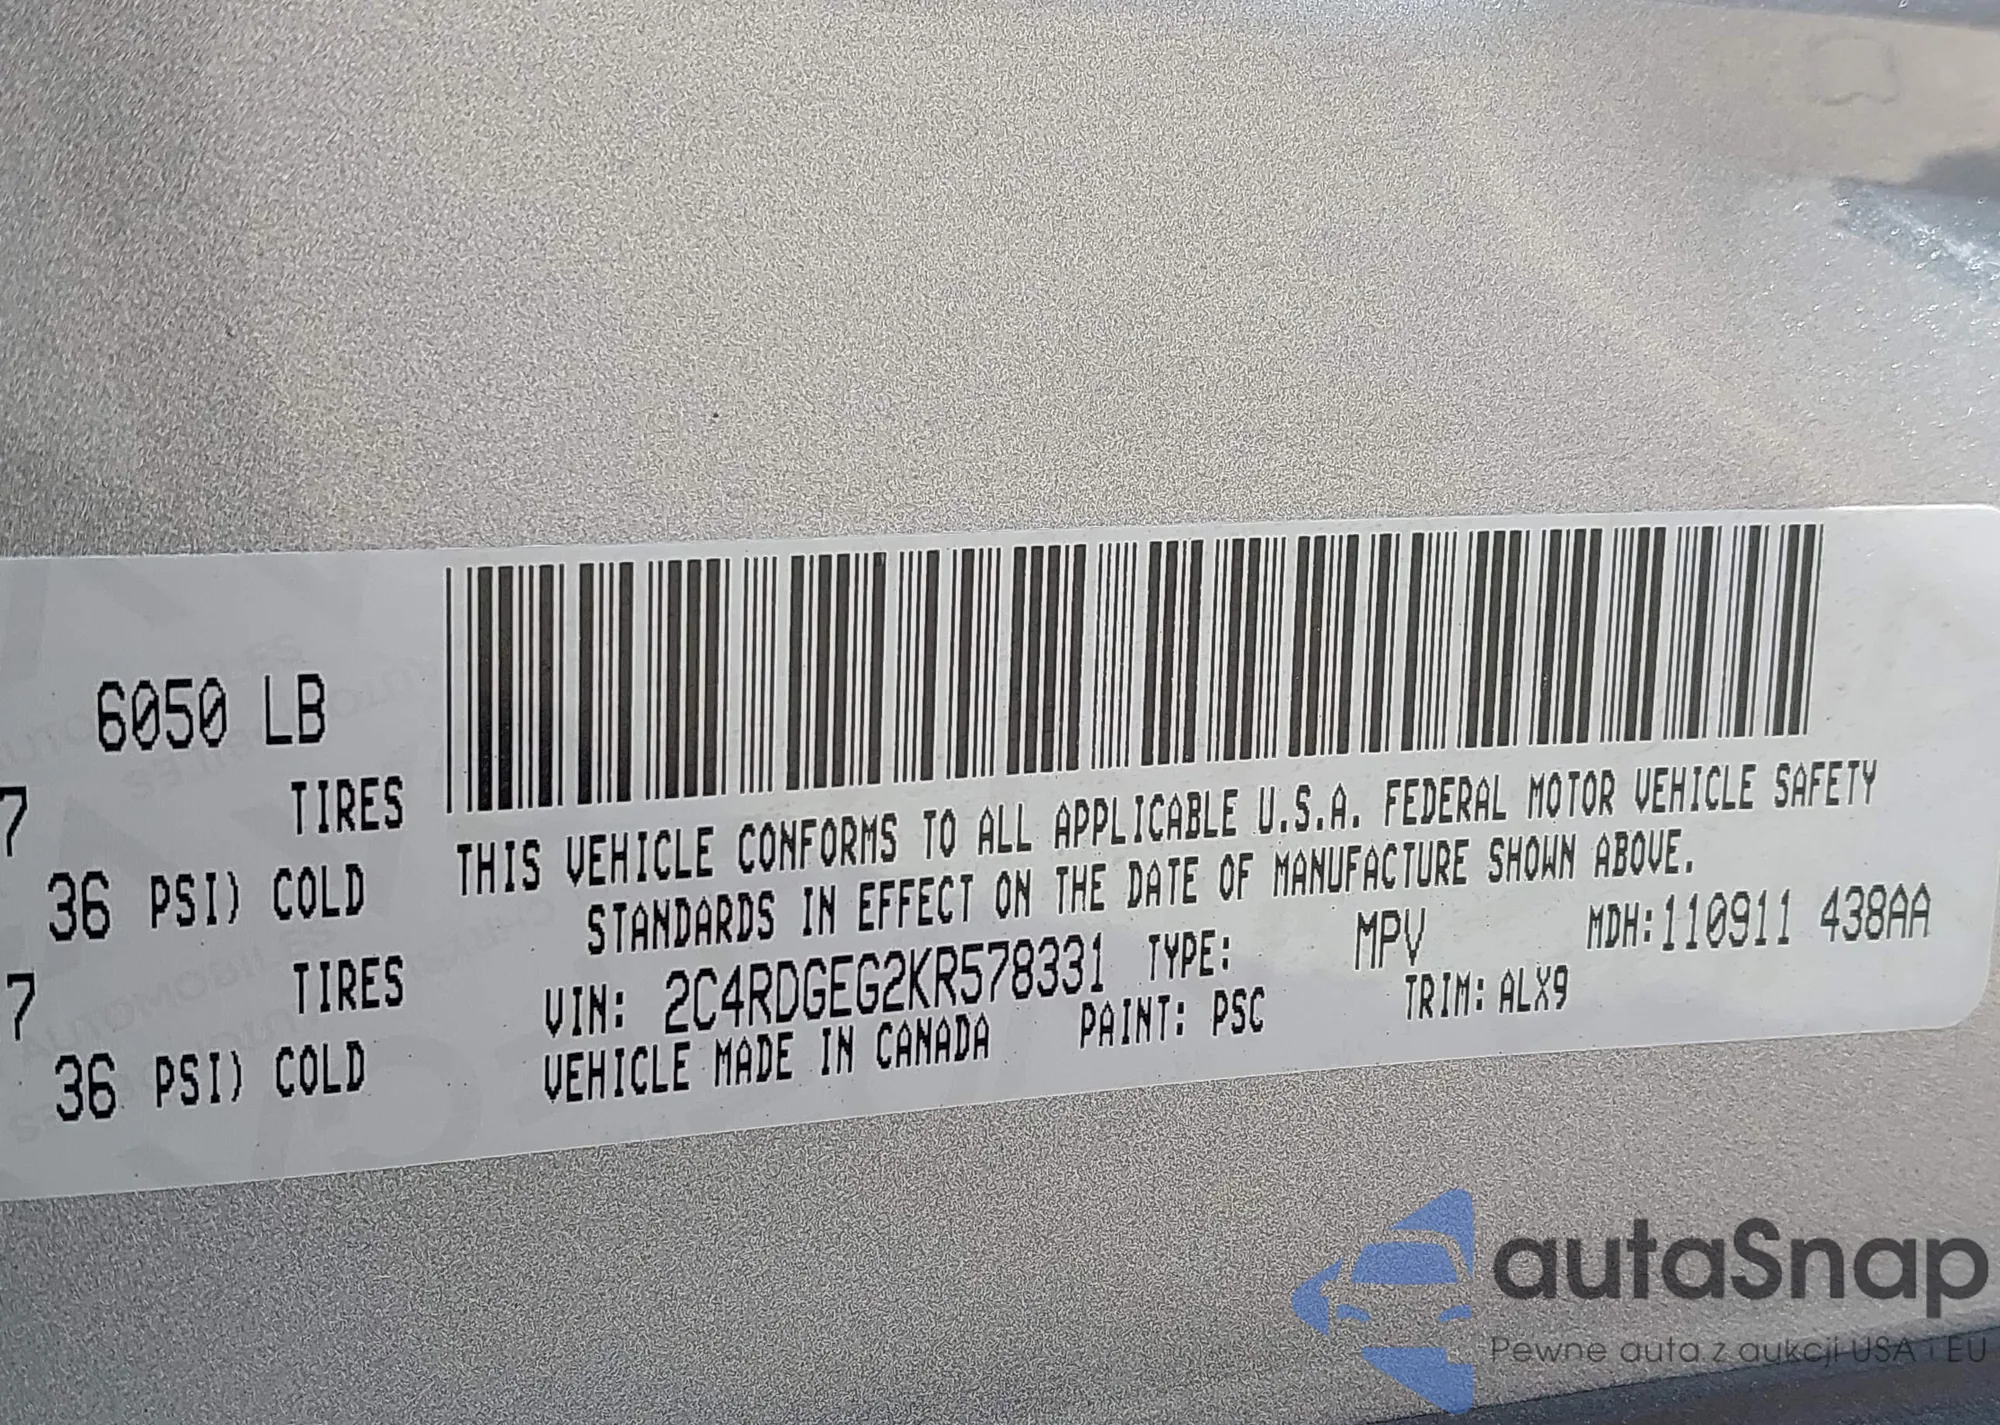 6050 LB
7 TIRES
36 PSI) COLD
7 TIRES
36 PSI) COLD
THIS VEHICLE CONFORMS TO ALL APPLICABLE U.S.A. FEDERAL MOTOR VEHICLE SAFETY
STANDARDS IN EFFECT ON THE DATE OF MANUFACTURE SHOWN ABOVE.
VIN: 2C4RDGEG2KR578331 TYPE: MPV MDH:110911 438AA
VEHICLE MADE IN CANADA PAINT: PSC TRIM: ALX9
autaSnap
Pewne auta z aukcji USA i EU